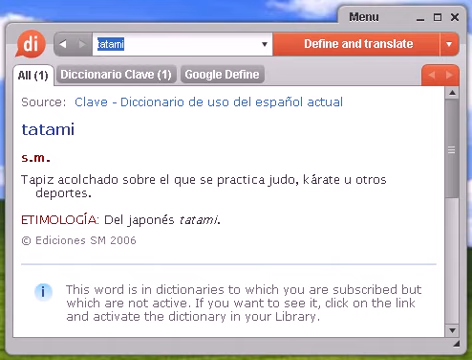 Menu
di
tatami
Define and translate
All (1)
Diccionario Clave (1)
Google Define
Source: Clave - Diccionario de uso del español actual
tatami
s.m.
Tapiz acolchado sobre el que se practica judo, kárate u otros
deportes.
ETIMOLOGÍA: Del japonés tatami.
© Ediciones SM 2006
i
This word is in dictionaries to which you are subscribed but
which are not active. If you want to see it, click on the link
and activate the dictionary in your Library.